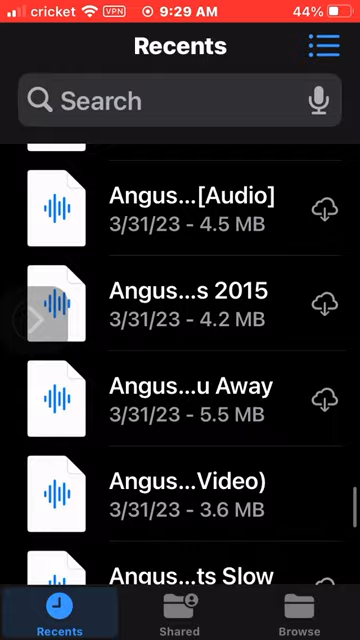 cricket VPN 9:29 AM 44%
Recents
Search
Angus...[Audio]
3/31/23 - 4.5 MB
Angus...s 2015
3/31/23 - 4.2 MB
Angus...u Away
3/31/23 - 5.5 MB
Angus...Video)
3/31/23 - 3.6 MB
Angus...ts Slow
Recents Shared Browse